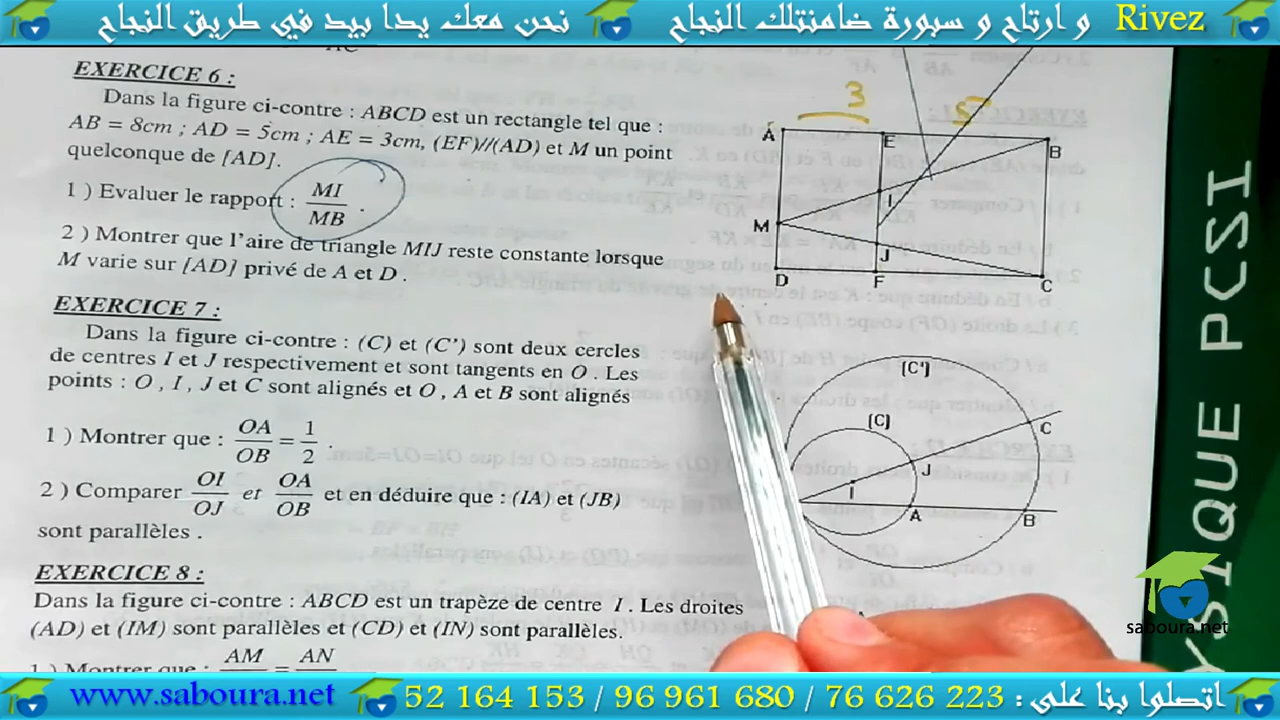 Rivez و ارتاح و سبورة ضامنتلك النجاح نحن معك يدا بيد في طريق النجاح
AC
EXERCICE 6 :
Dans la figure ci-contre : ABCD est un rectangle tel que :
AB = 8cm ; AD = 5cm ; AE = 3cm, (EF)//(AD) et M un point
quelconque de [AD].
1 ) Evaluer le rapport : MI / MB .
2 ) Montrer que l'aire de triangle MIJ reste constante lorsque
M varie sur [AD] privé de A et D .
3
5
A
E
B
I
M
J
D
F
C
EXERCICE 7 :
Dans la figure ci-contre : (C) et (C') sont deux cercles
de centres I et J respectivement et sont tangents en O . Les
points : O , I , J et C sont alignés et O , A et B sont alignés
1 ) Montrer que : OA / OB = 1 / 2 .
2 ) Comparer OI / OJ et OA / OB et en déduire que : (IA) et (JB)
sont parallèles .
(C')
(C)
C
J
I
A
B
EXERCICE 8 :
Dans la figure ci-contre : ABCD est un trapèze de centre I . Les droites
(AD) et (IM) sont parallèles et (CD) et (IN) sont parallèles.
1 ) Montrer que : AM = AN
YSIQUE PCSI
saboura.net
www.saboura.net
52 164 153 / 96 961 680 / 76 626 223 : اتصلوا بنا على